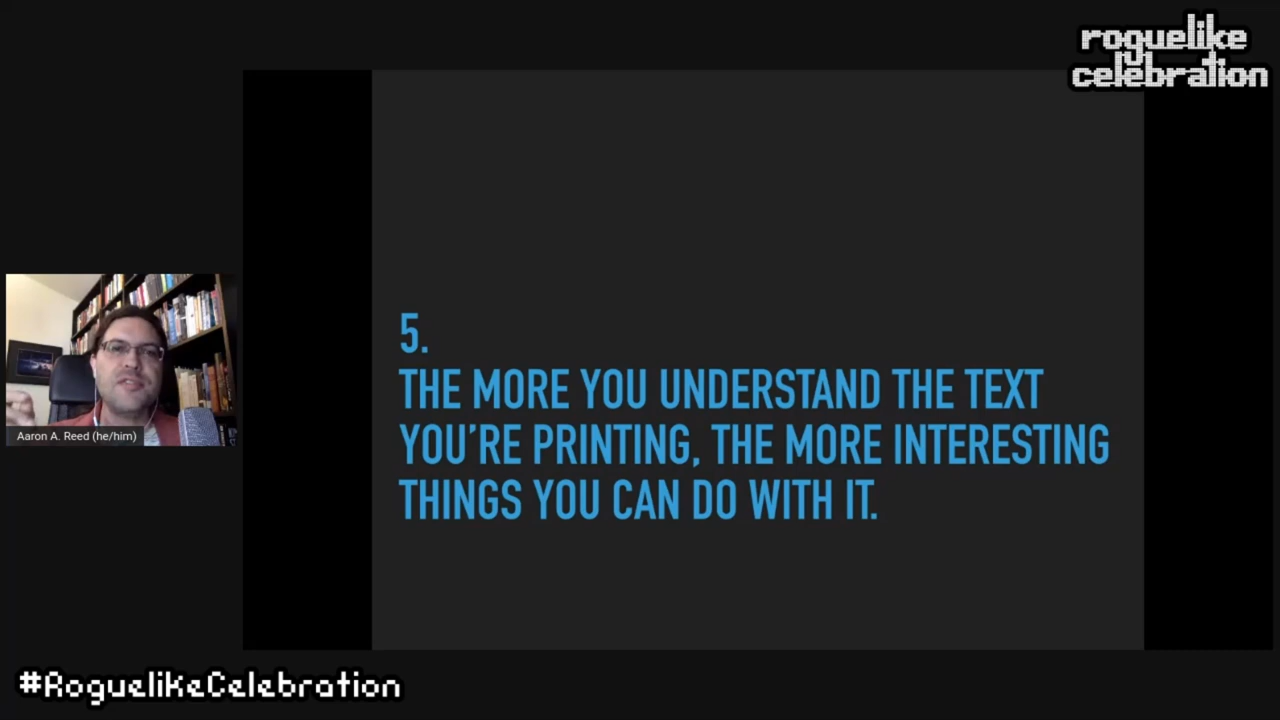 roguelike
celebration
5.
THE MORE YOU UNDERSTAND THE TEXT
YOU'RE PRINTING, THE MORE INTERESTING
THINGS YOU CAN DO WITH IT.
Aaron A. Reed (he/him)
#RoguelikeCelebration